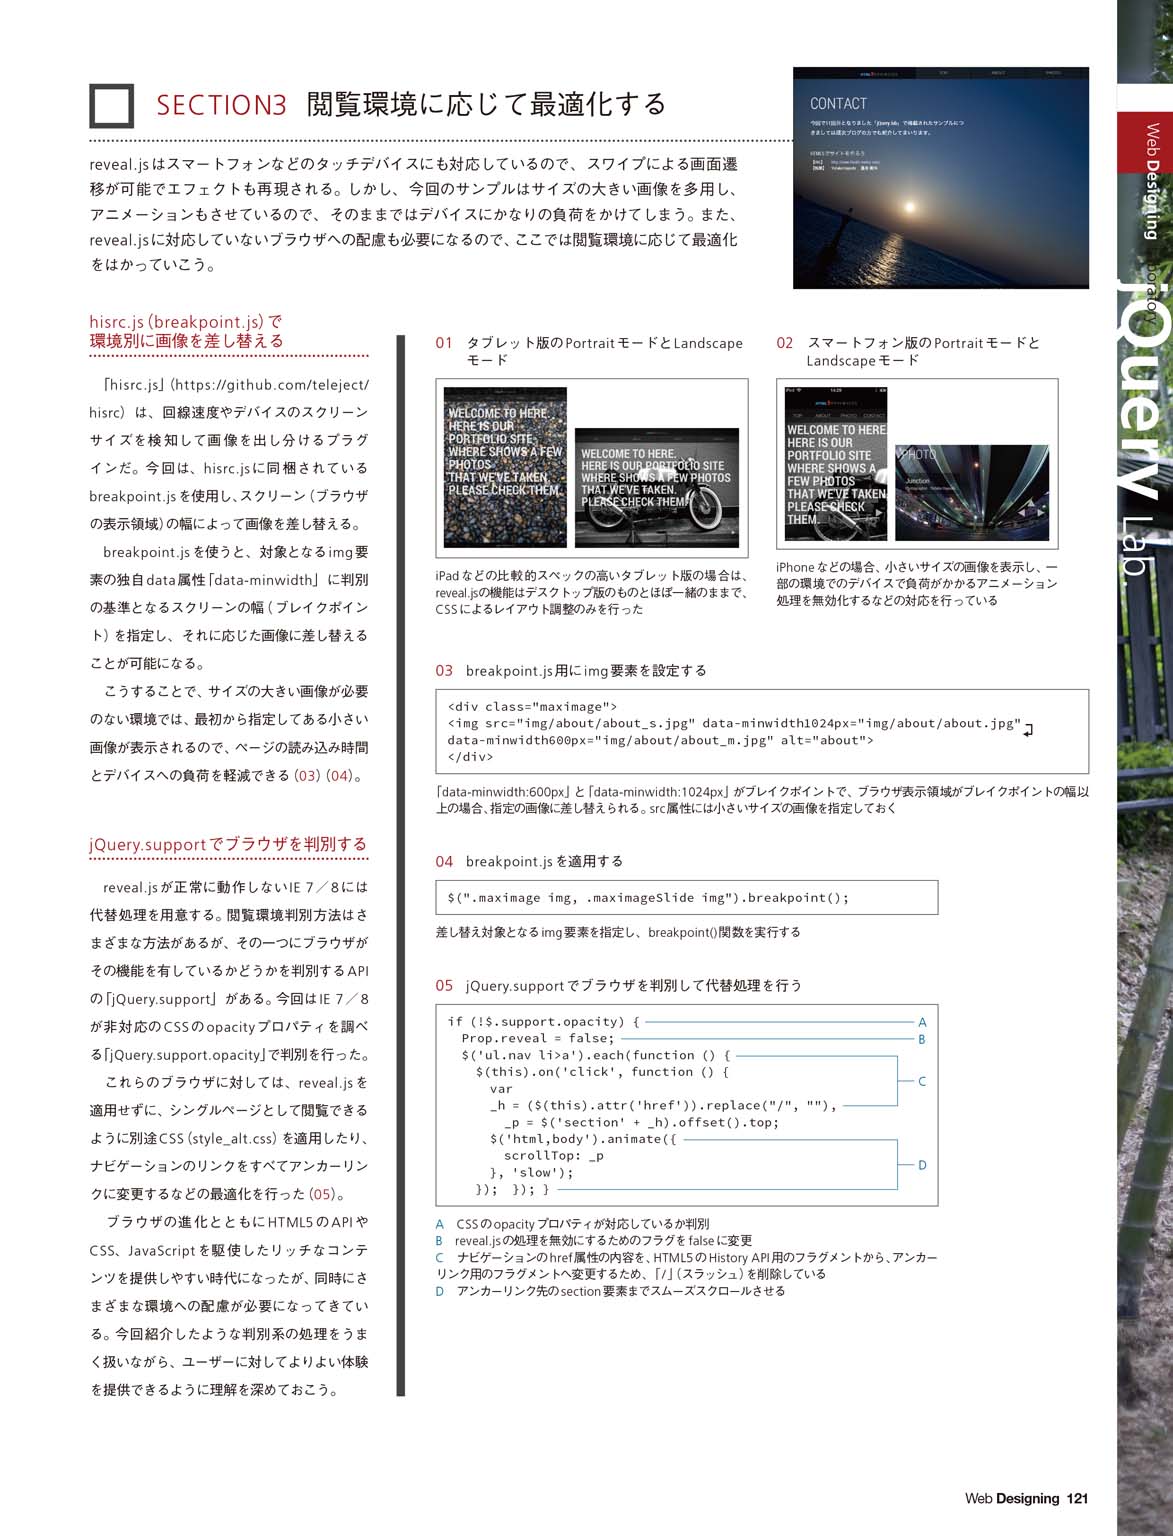 SECTION3 閲覧環境に応じて最適化する
reveal.jsはスマートフォンなどのタッチデバイスにも対応しているので、スワイプによる画面遷
移が可能でエフェクトも再現される。しかし、今回のサンプルはサイズの大きい画像を多用し、
アニメーションもさせているので、そのままではデバイスにかなりの負荷をかけてしまう。また、
reveal.jsに対応していないブラウザへの配慮も必要になるので、ここでは閲覧環境に応じて最適化
をはかっていこう。
TOP ABOUT PHOTO
CONTACT
hisrc.js（breakpoint.js）で
環境別に画像を差し替える
「hisrc.js」（https://github.com/teleject/
hisrc）は、回線速度やデバイスのスクリーン
サイズを検知して画像を出し分けるプラグ
インだ。今回は、hisrc.jsに同梱されている
breakpoint.jsを使用し、スクリーン（ブラウザ
の表示領域）の幅によって画像を差し替える。
breakpoint.jsを使うと、対象となるimg要
素の独自data属性「data-minwidth」に判別
の基準となるスクリーンの幅（ブレイクポイン
ト）を指定し、それに応じた画像に差し替える
ことが可能になる。
こうすることで、サイズの大きい画像が必要
のない環境では、最初から指定してある小さい
画像が表示されるので、ページの読み込み時間
とデバイスへの負荷を軽減できる（03）（04）。
jQuery.supportでブラウザを判別する
reveal.jsが正常に動作しないIE 7／8には
代替処理を用意する。閲覧環境判別方法はさ
まざまな方法があるが、その一つにブラウザが
その機能を有しているかどうかを判別するAPI
の「jQuery.support」がある。今回はIE 7／8
が非対応のCSSのopacityプロパティを調べ
る「jQuery.support.opacity」で判別を行った。
これらのブラウザに対しては、reveal.jsを
適用せずに、シングルページとして閲覧できる
ように別途CSS（style_alt.css）を適用したり、
ナビゲーションのリンクをすべてアンカーリン
クに変更するなどの最適化を行った（05）。
ブラウザの進化とともにHTML5のAPIや
CSS、JavaScriptを駆使したリッチなコンテ
ンツを提供しやすい時代になったが、同時にさ
まざまな環境への配慮が必要になってきてい
る。今回紹介したような判別系の処理をうま
く扱いながら、ユーザーに対してよりよい体験
を提供できるように理解を深めておこう。
01 タブレット版のPortraitモードとLandscape
モード
WELCOME TO HERE.
HERE IS OUR
PORTFOLIO SITE
WHERE SHOWS A FEW
PHOTOS
THAT WE'VE TAKEN.
PLEASE CHECK THEM.
WELCOME TO HERE.
HERE IS OUR PORTFOLIO SITE
WHERE SHOWS A FEW PHOTOS
THAT WE'VE TAKEN.
PLEASE CHECK THEM.
iPadなどの比較的スペックの高いタブレット版の場合は、
reveal.jsの機能はデスクトップ版のものとほぼ一緒のままで、
CSSによるレイアウト調整のみを行った
02 スマートフォン版のPortraitモードと
Landscapeモード
TOP ABOUT PHOTO CONTACT
WELCOME TO HERE
HERE IS OUR
PORTFOLIO SITE
WHERE SHOWS A
FEW PHOTOS
THAT WE'VE TAKEN
PLEASE CHECK
THEM.
PHOTO
Junction
iPhoneなどの場合、小さいサイズの画像を表示し、一
部の環境でのデバイスで負荷がかかるアニメーション
処理を無効化するなどの対応を行っている
03 breakpoint.js用にimg要素を設定する
<div class="maximage">
<img src="img/about/about_s.jpg" data-minwidth1024px="img/about/about.jpg"
data-minwidth600px="img/about/about_m.jpg" alt="about">
</div>
「data-minwidth:600px」と「data-minwidth:1024px」がブレイクポイントで、ブラウザ表示領域がブレイクポイントの幅以
上の場合、指定の画像に差し替えられる。src属性には小さいサイズの画像を指定しておく
04 breakpoint.jsを適用する
$(".maximage img, .maximageSlide img").breakpoint();
差し替え対象となるimg要素を指定し、breakpoint()関数を実行する
05 jQuery.supportでブラウザを判別して代替処理を行う
if (!$.support.opacity) { A
Prop.reveal = false; B
$('ul.nav li>a').each(function () {
$(this).on('click', function () { C
var
_h = ($(this).attr('href')).replace("/", ""),
_p = $('section' + _h).offset().top;
$('html,body').animate({
scrollTop: _p D
}, 'slow');
}); }); }
A CSSのopacityプロパティが対応しているか判別
B reveal.jsの処理を無効にするためのフラグをfalseに変更
C ナビゲーションのhref属性の内容を、HTML5のHistory API用のフラグメントから、アンカー
リンク用のフラグメントへ変更するため、「/」（スラッシュ）を削除している
D アンカーリンク先のsection要素までスムーズスクロールさせる
Web Designing
jQuery Lab
Web Designing 121